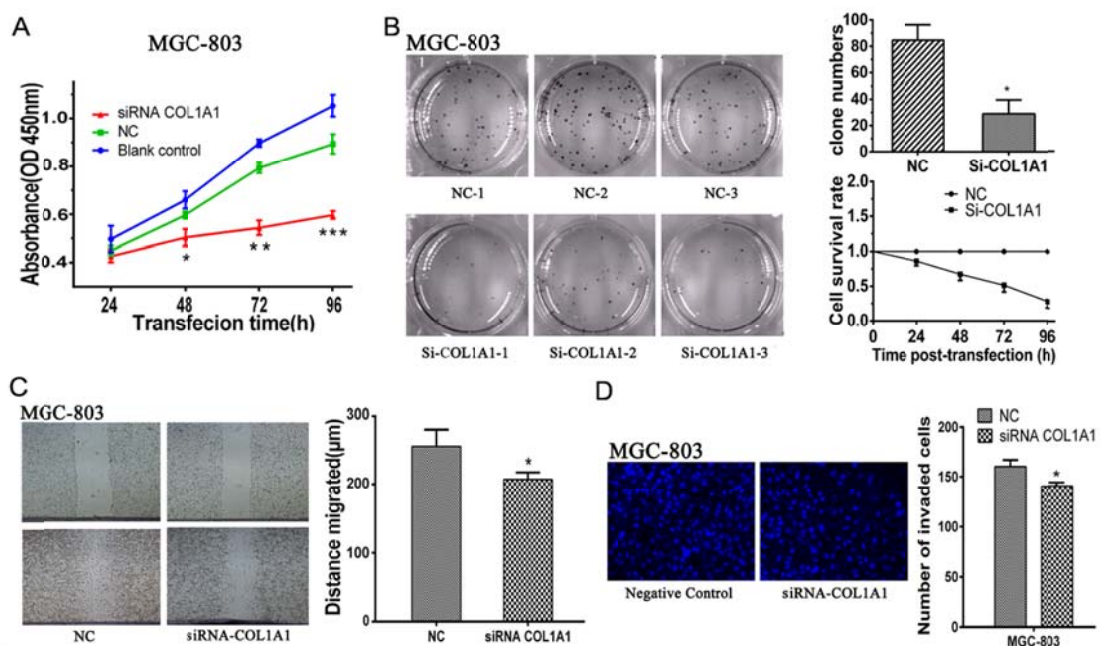 A
MGC-803
Absorbance(OD 450nm)
1.0
0.8
0.6
0.4
siRNA COL1A1
NC
Blank control
*
**
***
24 48 72 96
Transfecion time(h)
B
MGC-803
NC-1 NC-2 NC-3
Si-COL1A1-1 Si-COL1A1-2 Si-COL1A1-3
clone numbers
100
80
60
40
20
0
*
NC Si-COL1A1
Cell survival rate
2.0
1.5
1.0
0.5
0.0
NC
Si-COL1A1
0 24 48 72 96
Time post-transfection (h)
C
MGC-803
NC siRNA-COL1A1
Distance migrated(μm)
300
200
100
0
*
NC siRNA COL1A1
D
MGC-803
Negative Control siRNA-COL1A1
NC
siRNA COL1A1
Number of invaded cells
200
150
100
50
0
*
MGC-803